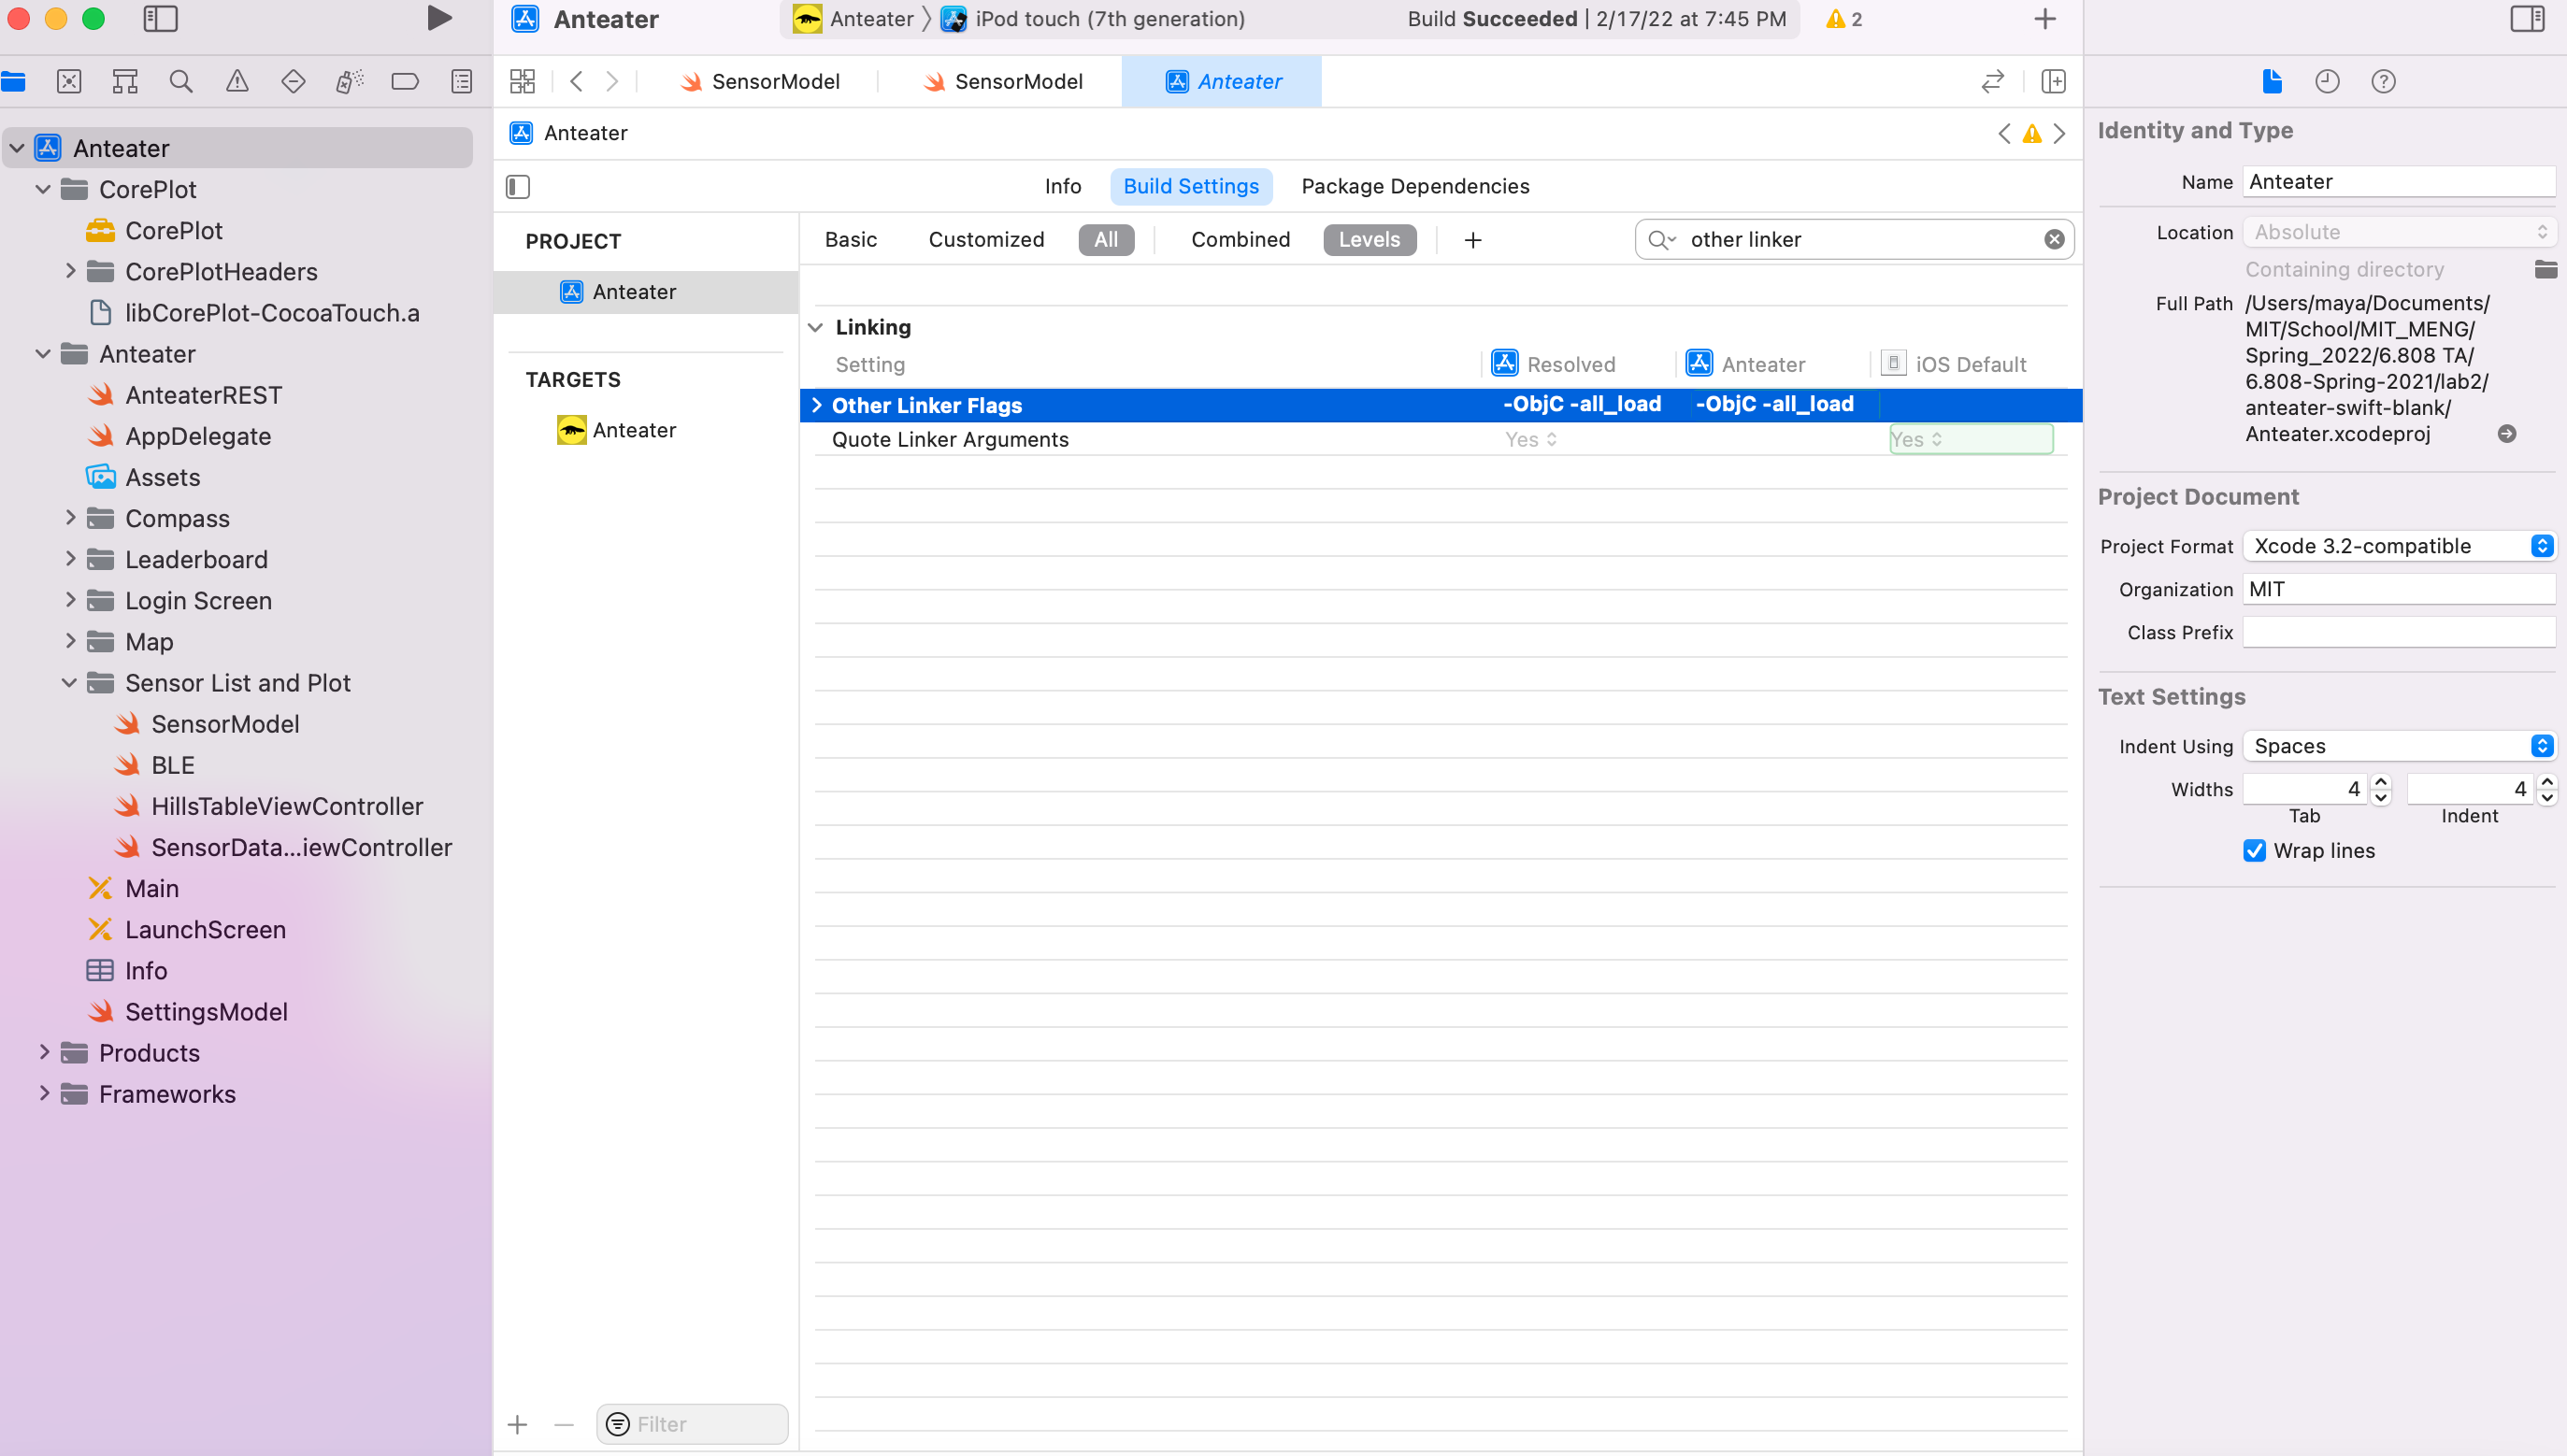 Anteater
Anteater
iPod touch (7th generation)
Build Succeeded | 2/17/22 at 7:45 PM
2
SensorModel
SensorModel
Anteater
Anteater
Info
Build Settings
Package Dependencies
Anteater
CorePlot
CorePlot
CorePlotHeaders
libCorePlot-CocoaTouch.a
Anteater
AnteaterREST
AppDelegate
Assets
Compass
Leaderboard
Login Screen
Map
Sensor List and Plot
SensorModel
BLE
HillsTableViewController
SensorData...iewController
Main
LaunchScreen
Info
SettingsModel
Products
Frameworks
PROJECT
Anteater
TARGETS
Anteater
Filter
Basic
Customized
All
Combined
Levels
other linker
Linking
Setting
Resolved
Anteater
iOS Default
Other Linker Flags
-ObjC -all_load
-ObjC -all_load
Quote Linker Arguments
Yes
Yes
Identity and Type
Name Anteater
Location Absolute
Containing directory
Full Path /Users/maya/Documents/
MIT/School/MIT_MENG/
Spring_2022/6.808 TA/
6.808-Spring-2021/lab2/
anteater-swift-blank/
Anteater.xcodeproj
Project Document
Project Format Xcode 3.2-compatible
Organization MIT
Class Prefix
Text Settings
Indent Using Spaces
Widths 4 4
Tab Indent
Wrap lines